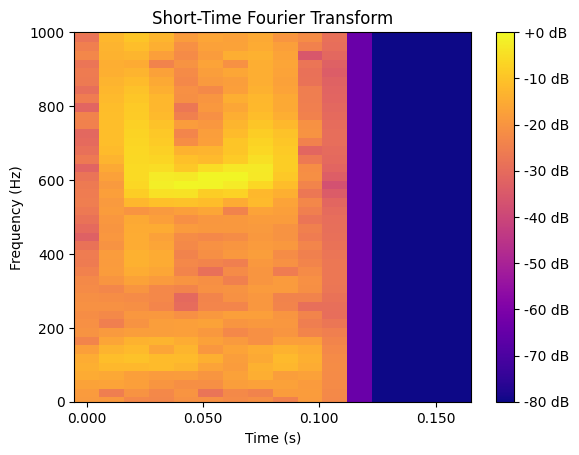 Short-Time Fourier Transform
1000
800
600
400
200
0
Frequency (Hz)
0.000
0.050
0.100
0.150
Time (s)
+0 dB
-10 dB
-20 dB
-30 dB
-40 dB
-50 dB
-60 dB
-70 dB
-80 dB